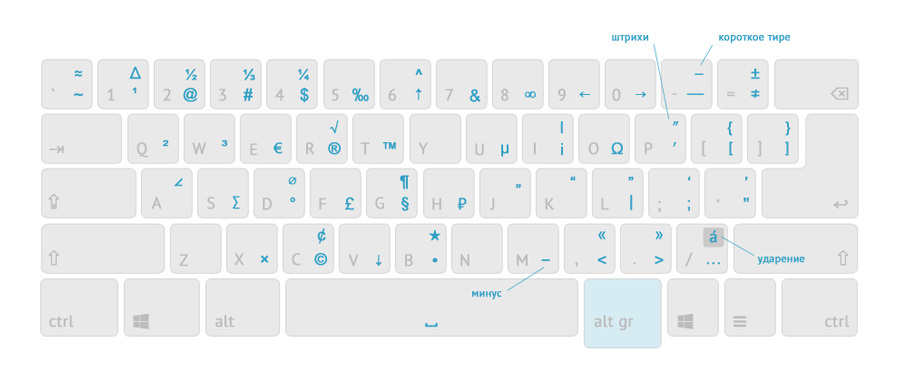 штрихи короткое тире
≈ Δ ½ ⅓ ¼ ^ – ±
` ~ 1 ¹ 2 @ 3 # 4 $ 5 ‰ 6 ↑ 7 & 8 ∞ 9 ← 0 → - — = ≠
√ | ″ { }
Q ² W ³ E € R ® T ™ Y U µ I ¡ O Ω P ′ [ [ ] ]
∠ ⌀ ¶ “ ” ‘ ’
A S ∑ D ° F £ G § H ₽ J „ K L | ; ; ' "
¢ ★ « » á
Z X × C © V ↓ B • N M − , < . > / …
ударение
минус
ctrl alt ⎵ alt gr ctrl